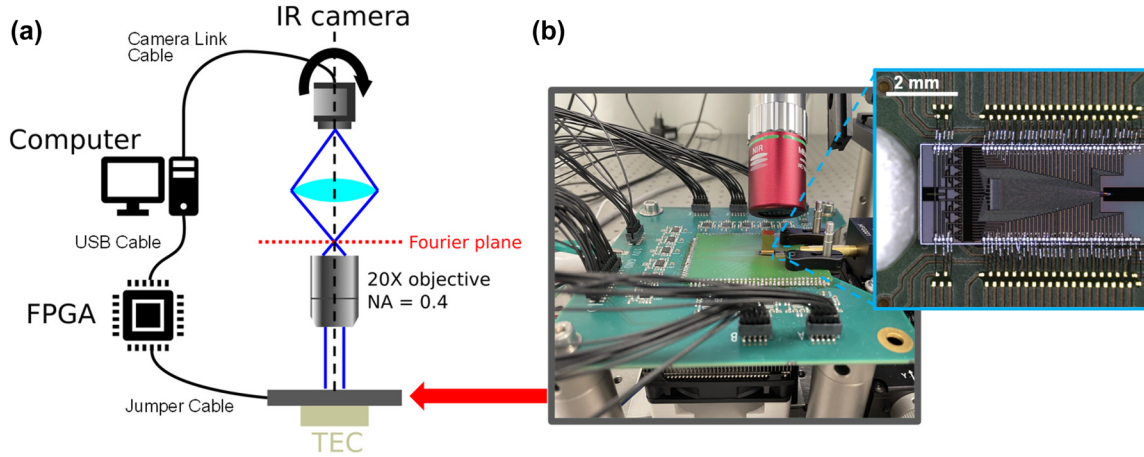 (a)
IR camera
Camera Link
Cable
Computer
USB Cable
Fourier plane
20X objective
NA = 0.4
FPGA
Jumper Cable
TEC
(b)
2 mm
NIR
B
A